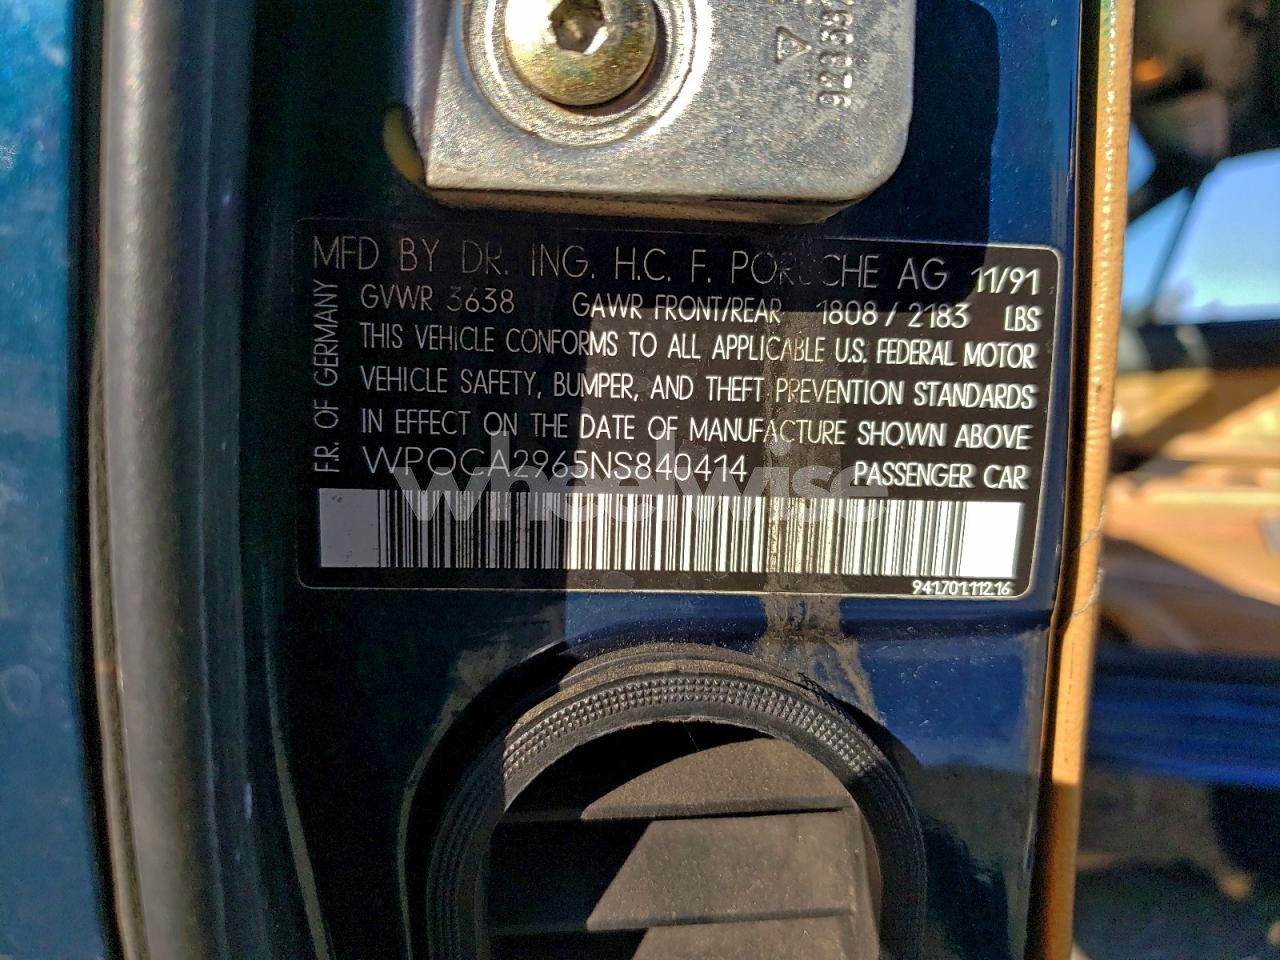 MFD BY DR. ING. H.C. F. PORSCHE AG 11/91
GVWR 3638 GAWR FRONT/REAR 1808 / 2183 LBS
THIS VEHICLE CONFORMS TO ALL APPLICABLE U.S. FEDERAL MOTOR
VEHICLE SAFETY, BUMPER, AND THEFT PREVENTION STANDARDS
IN EFFECT ON THE DATE OF MANUFACTURE SHOWN ABOVE
WP0CA2965NS840414 PASSENGER CAR
F.R. OF GERMANY
941.701.112.16
wheelwise